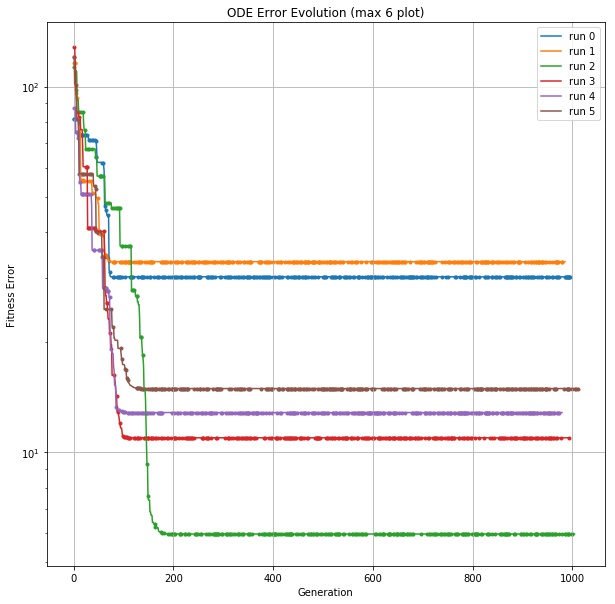 ODE Error Evolution (max 6 plot)
run 0
run 1
run 2
run 3
run 4
run 5
10²
10¹
Fitness Error
0 200 400 600 800 1000
Generation